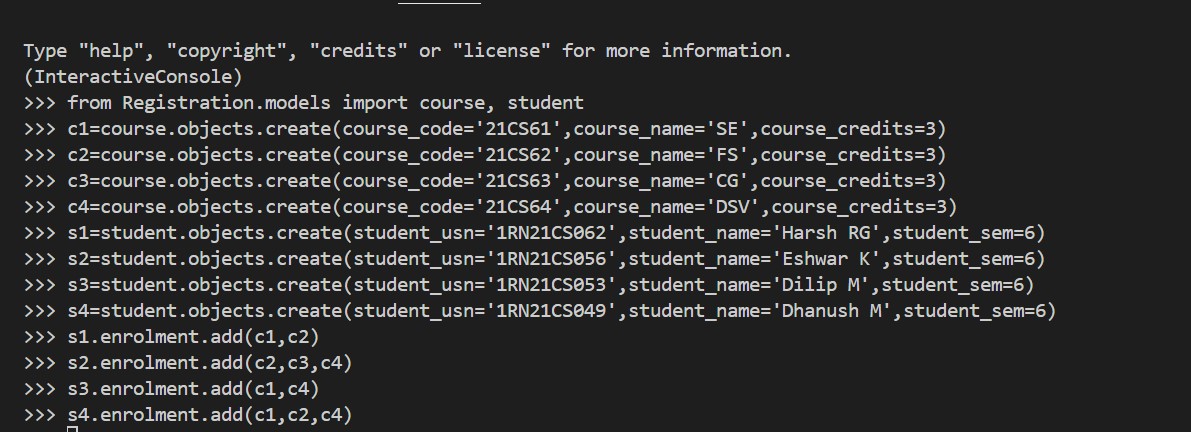 Type "help", "copyright", "credits" or "license" for more information.
(InteractiveConsole)
>>> from Registration.models import course, student
>>> c1=course.objects.create(course_code='21CS61',course_name='SE',course_credits=3)
>>> c2=course.objects.create(course_code='21CS62',course_name='FS',course_credits=3)
>>> c3=course.objects.create(course_code='21CS63',course_name='CG',course_credits=3)
>>> c4=course.objects.create(course_code='21CS64',course_name='DSV',course_credits=3)
>>> s1=student.objects.create(student_usn='1RN21CS062',student_name='Harsh RG',student_sem=6)
>>> s2=student.objects.create(student_usn='1RN21CS056',student_name='Eshwar K',student_sem=6)
>>> s3=student.objects.create(student_usn='1RN21CS053',student_name='Dilip M',student_sem=6)
>>> s4=student.objects.create(student_usn='1RN21CS049',student_name='Dhanush M',student_sem=6)
>>> s1.enrolment.add(c1,c2)
>>> s2.enrolment.add(c2,c3,c4)
>>> s3.enrolment.add(c1,c4)
>>> s4.enrolment.add(c1,c2,c4)